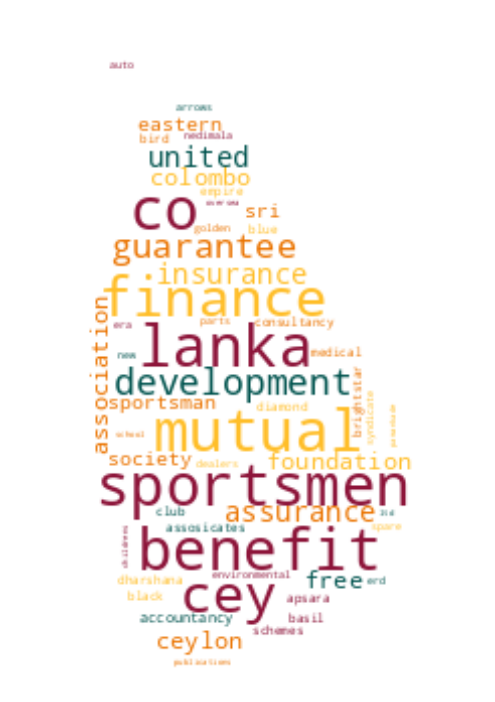 auto
arrows
eastern
bird nedimala
united
colombo
empire
co oversea
sri
golden blue
guarantee
insurance
finance
association
era parts consultancy
lanka
new medical
development
brightstar
syndicate
sportsman diamond
mutual
school
society dealers foundation
sportsmen
club assurance
assosicates spare
benefit
environmental
dharshana free erd
cey
black apsara
accountancy basil
schemes
ceylon
publications